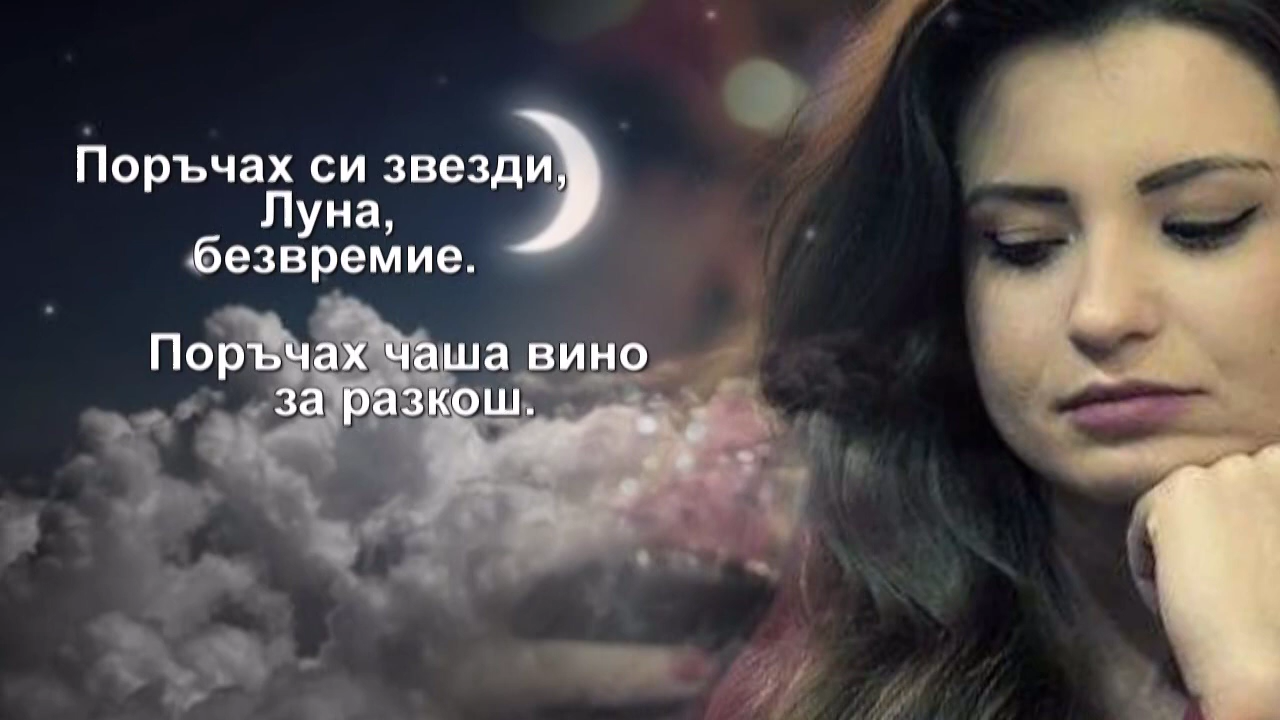 Поръчах си звезди,
Луна,
безвремие.
Поръчах чаша вино
за разкош.